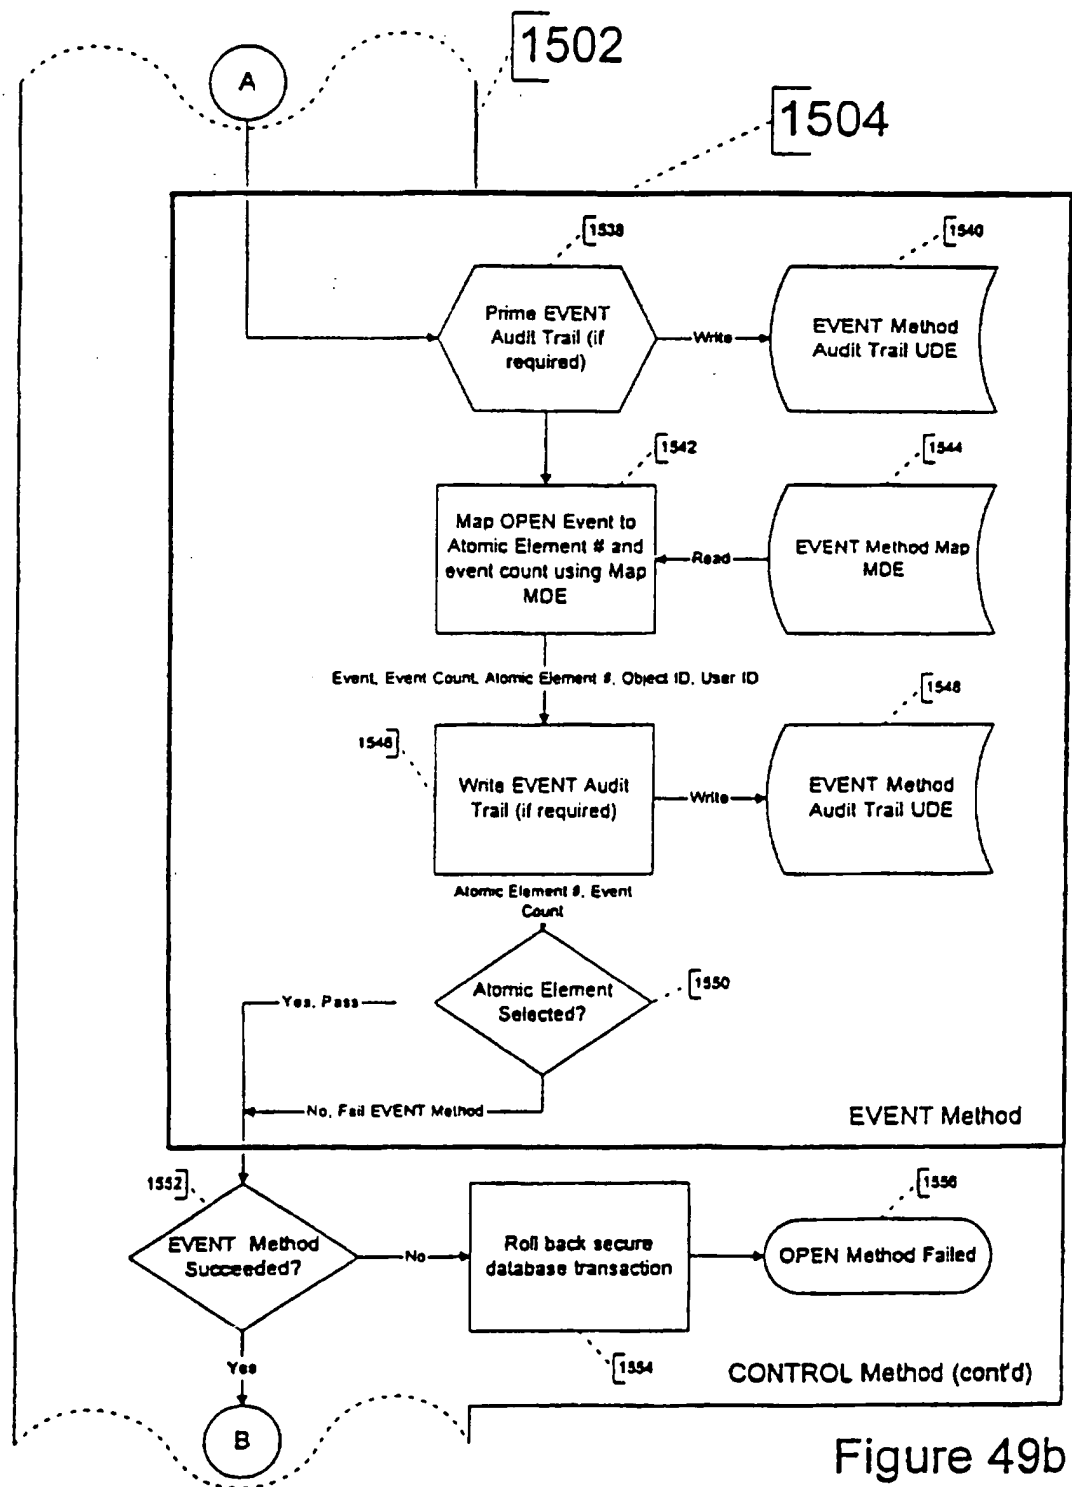 1502
A
1504
1538
1540
Prime EVENT
Audit Trail (if
required)
Write
EVENT Method
Audit Trail UDE
1542
1544
Map OPEN Event to
Atomic Element # and
event count using Map
MDE
Read
EVENT Method Map
MDE
Event, Event Count, Atomic Element #, Object ID, User ID
1546
1548
Write EVENT Audit
Trail (if required)
Write
EVENT Method
Audit Trail UDE
Atomic Element #, Event
Count
1550
Atomic Element
Selected?
Yes, Pass
No, Fail EVENT Method
EVENT Method
1552
1556
EVENT Method
Succeeded?
No
Roll back secure
database transaction
OPEN Method Failed
Yes
1554
CONTROL Method (cont'd)
B
Figure 49b